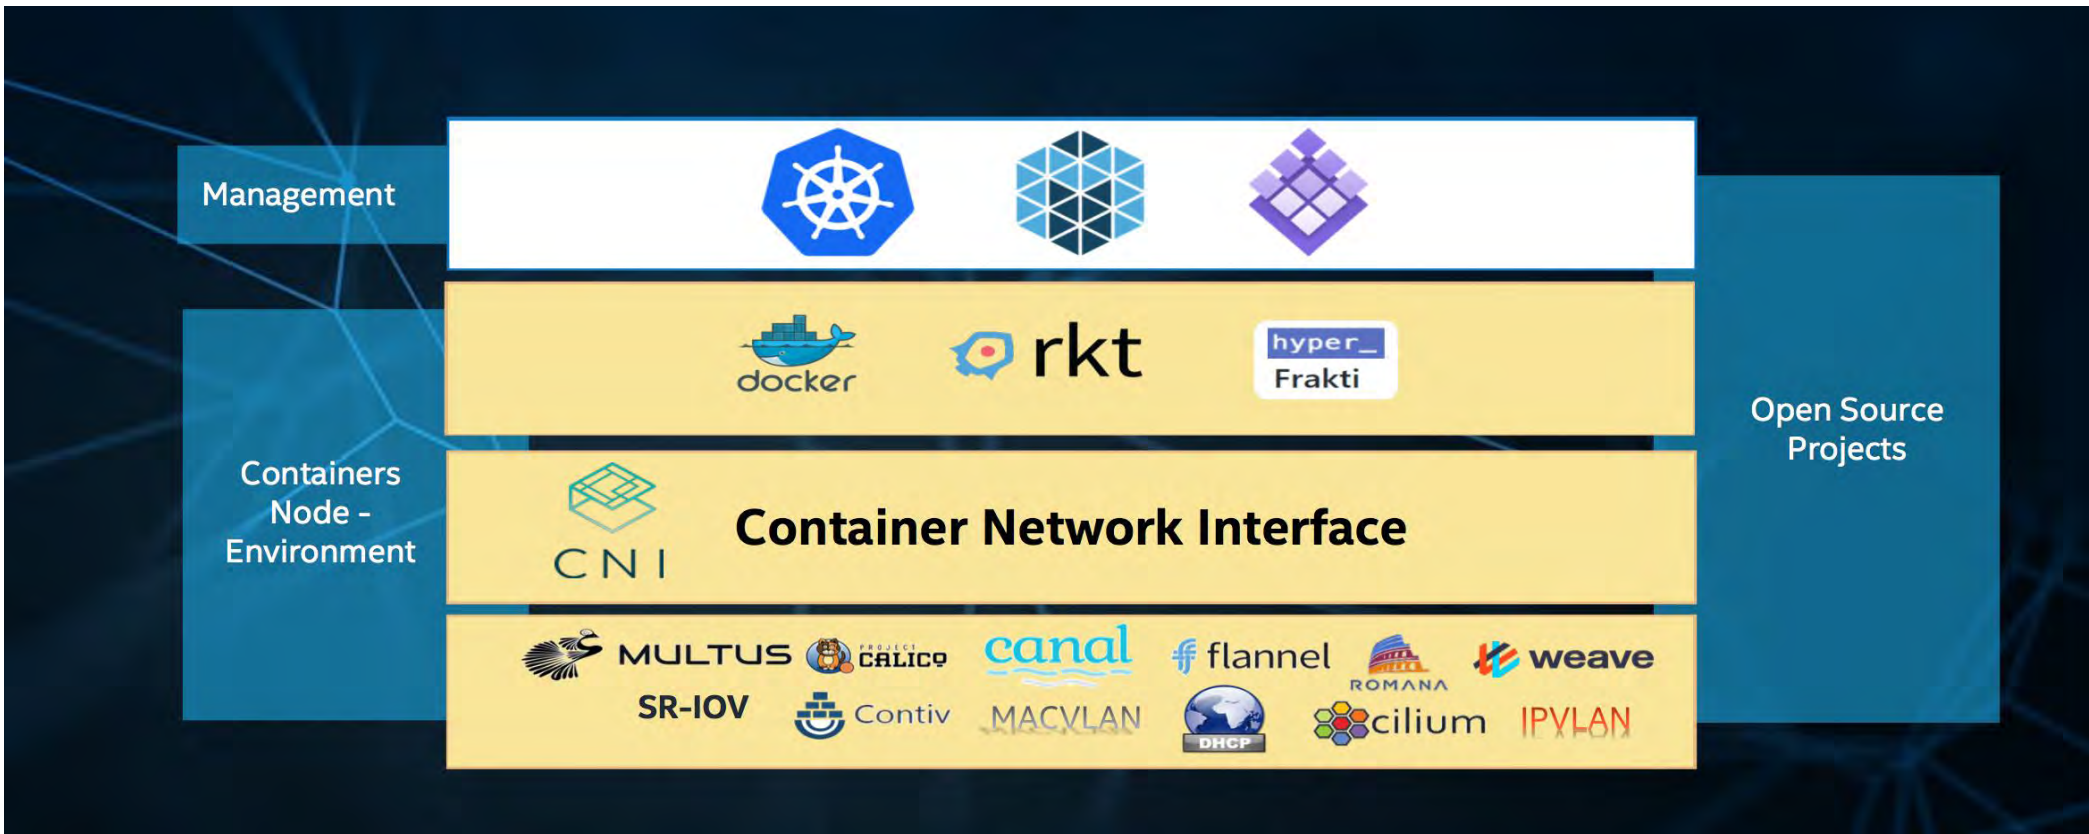 Management
docker
rkt
hyper_
Frakti
Containers
Node -
Environment
CNI
Container Network Interface
Open Source
Projects
MULTUS
PROJECT
CALICO
canal
flannel
ROMANA
weave
SR-IOV
Contiv
MACVLAN
DHCP
cilium
IPVLAN